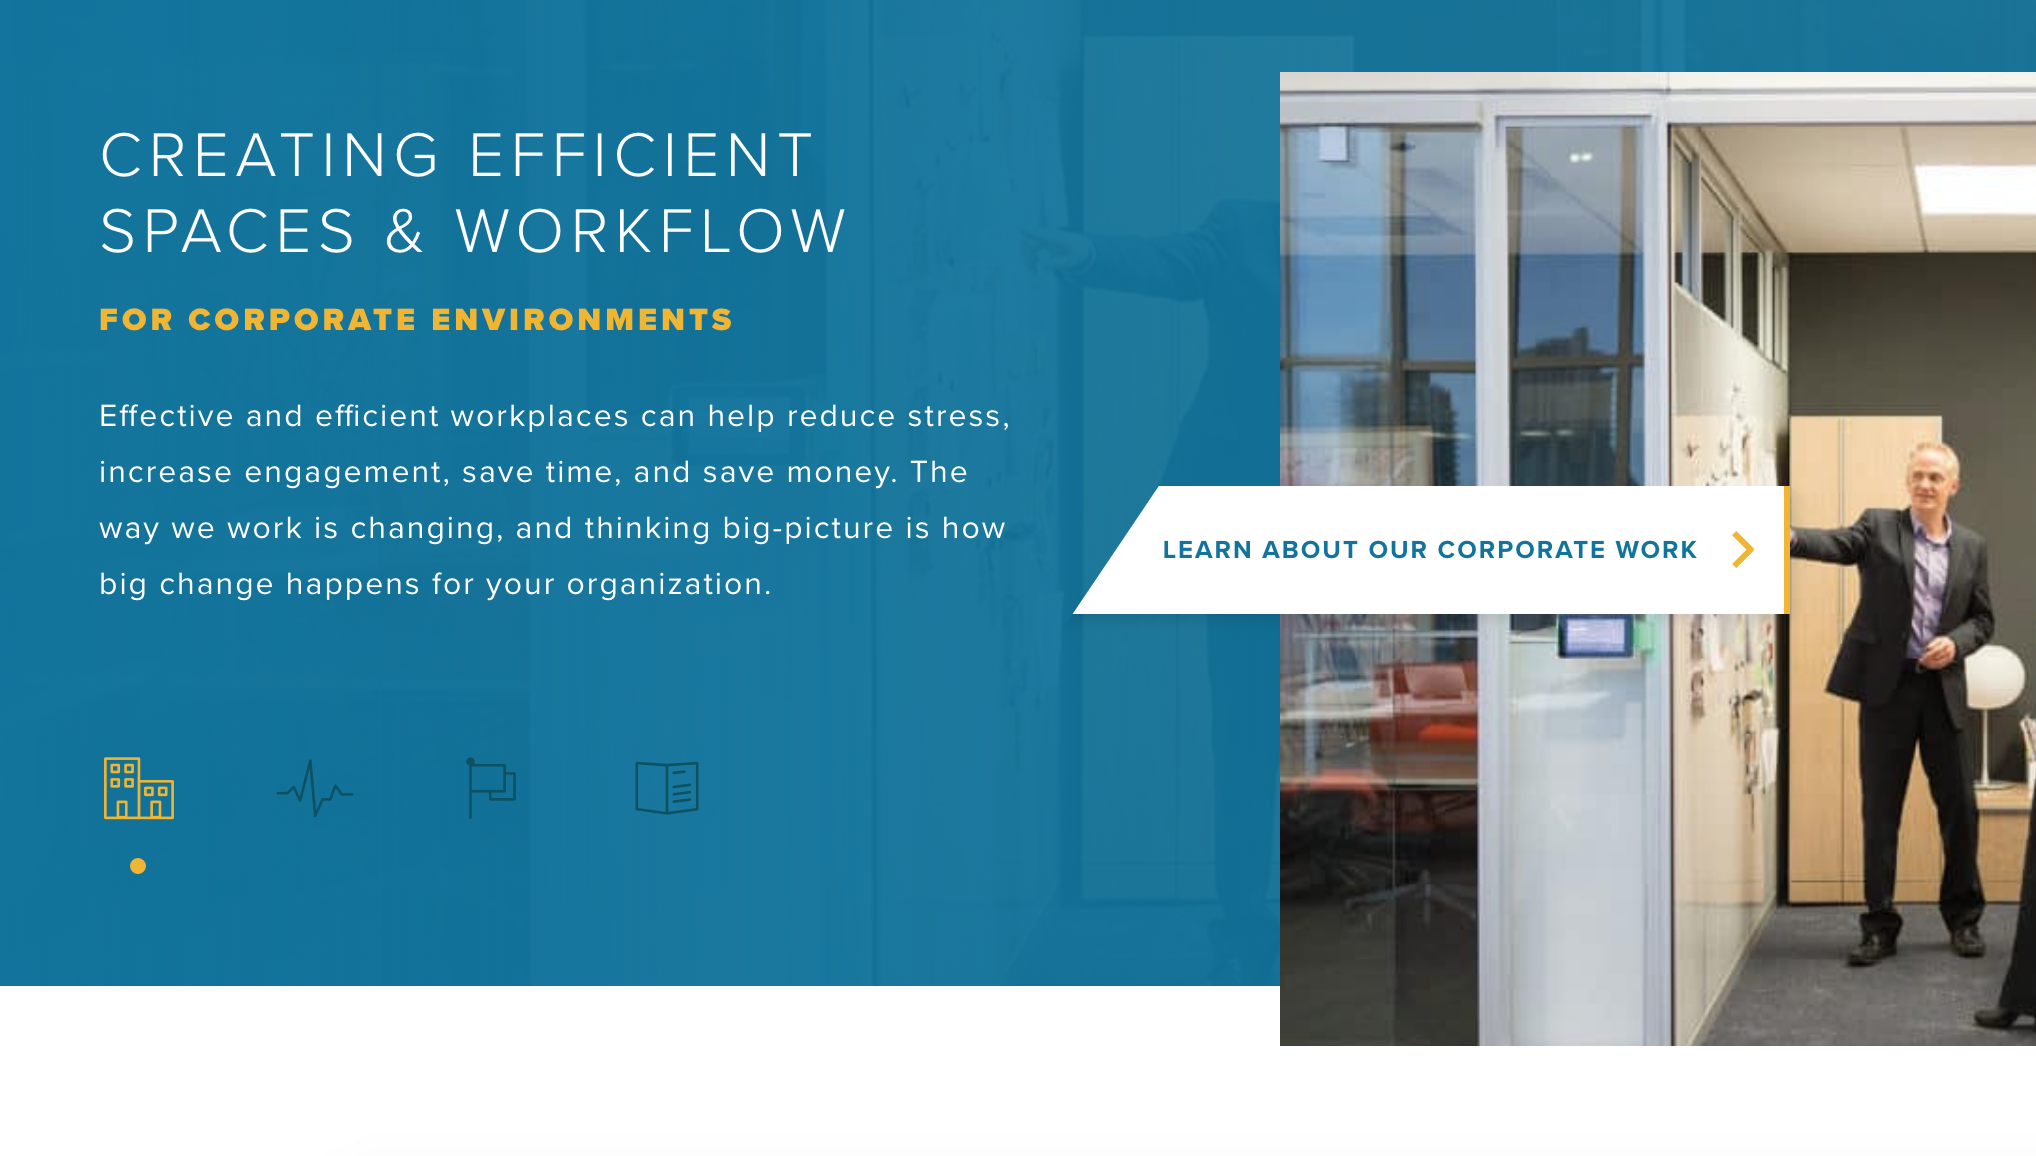 CREATING EFFICIENT
SPACES & WORKFLOW
FOR CORPORATE ENVIRONMENTS
Effective and efficient workplaces can help reduce stress,
increase engagement, save time, and save money. The
way we work is changing, and thinking big-picture is how
big change happens for your organization.
LEARN ABOUT OUR CORPORATE WORK